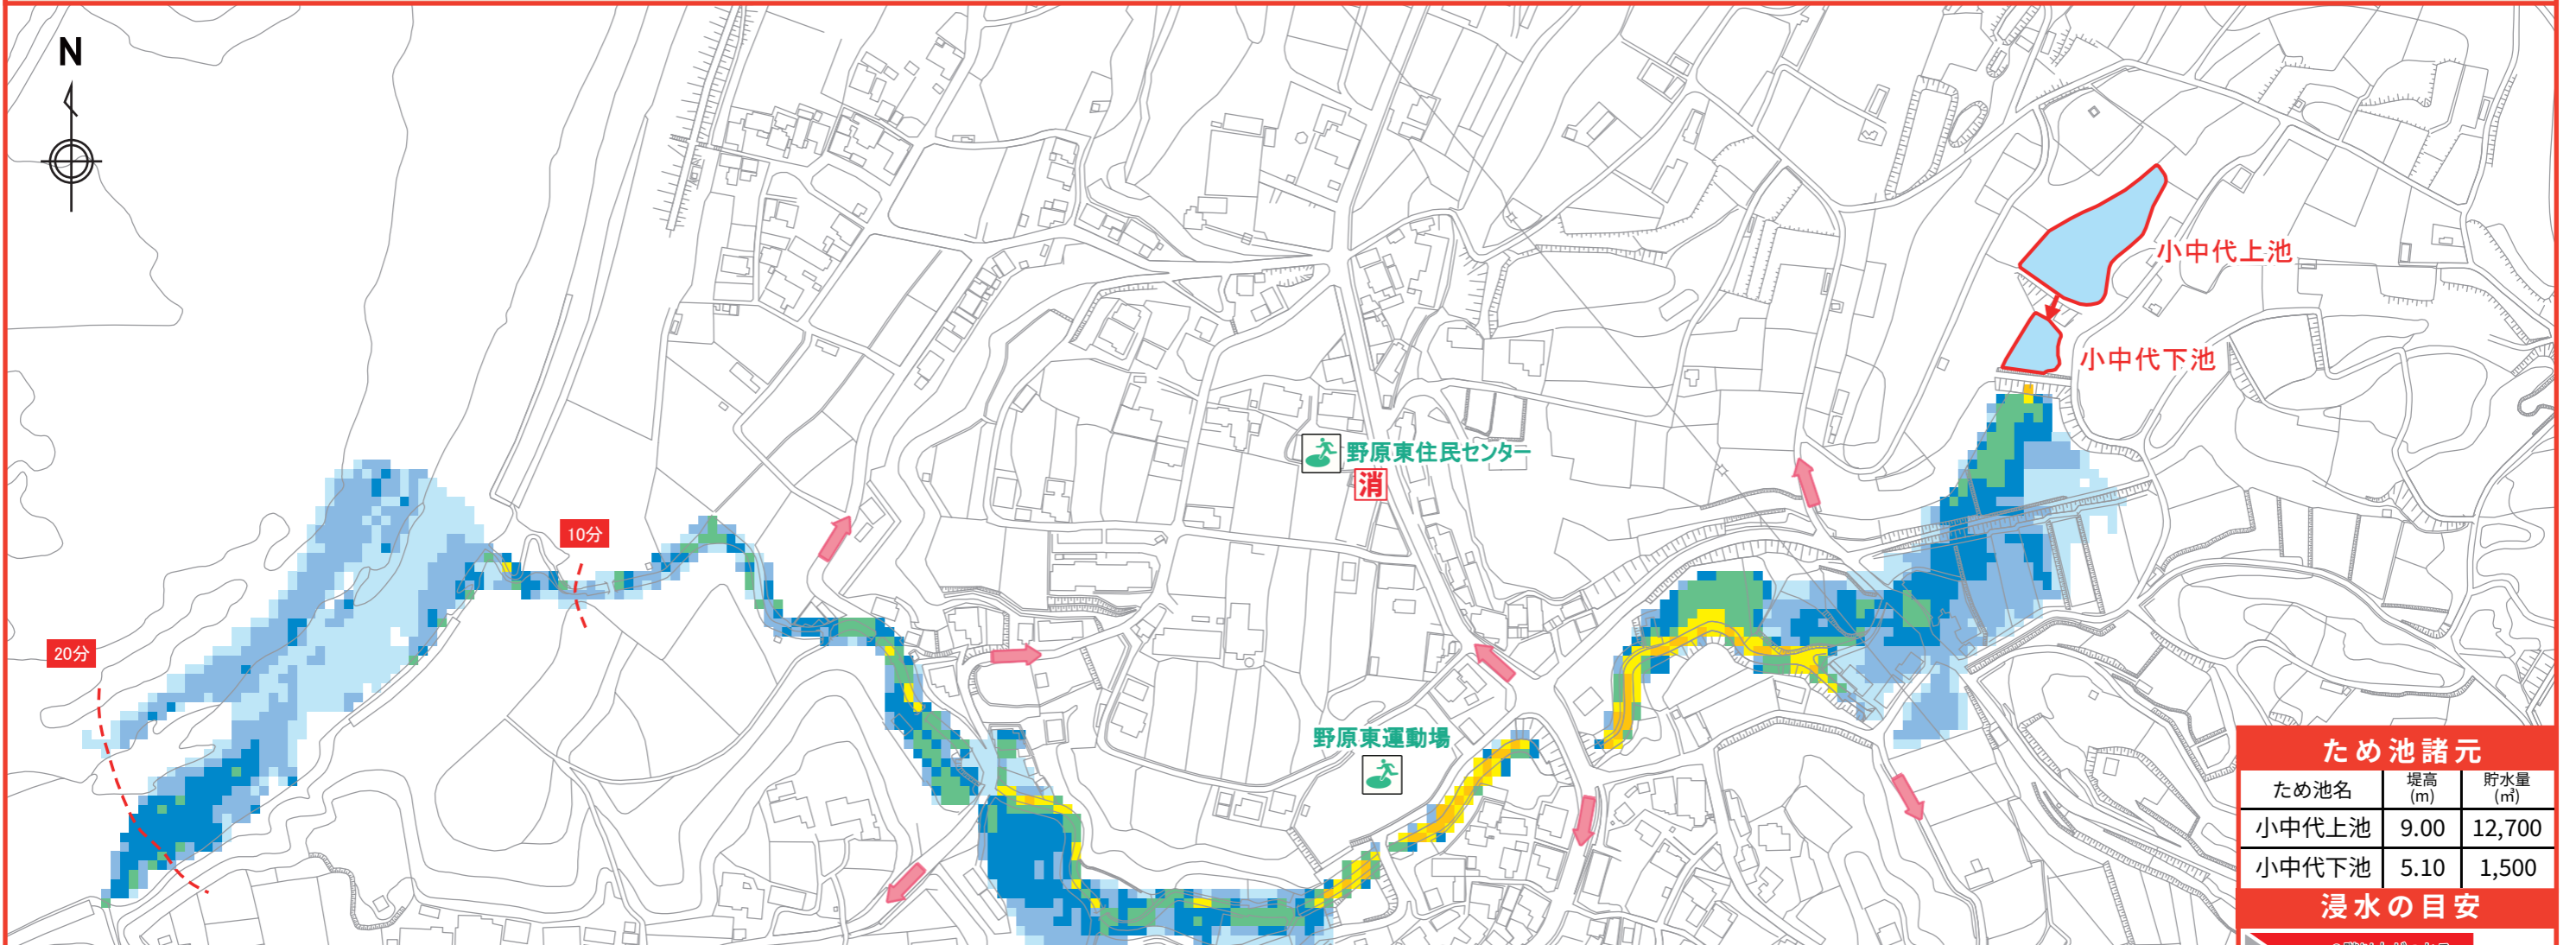 N
小中代上池
小中代下池
野原東住民センター
消
10分
20分
野原東運動場
ため池諸元
ため池名 堤高(m) 貯水量(㎥)
小中代上池 9.00 12,700
小中代下池 5.10 1,500
浸水の目安